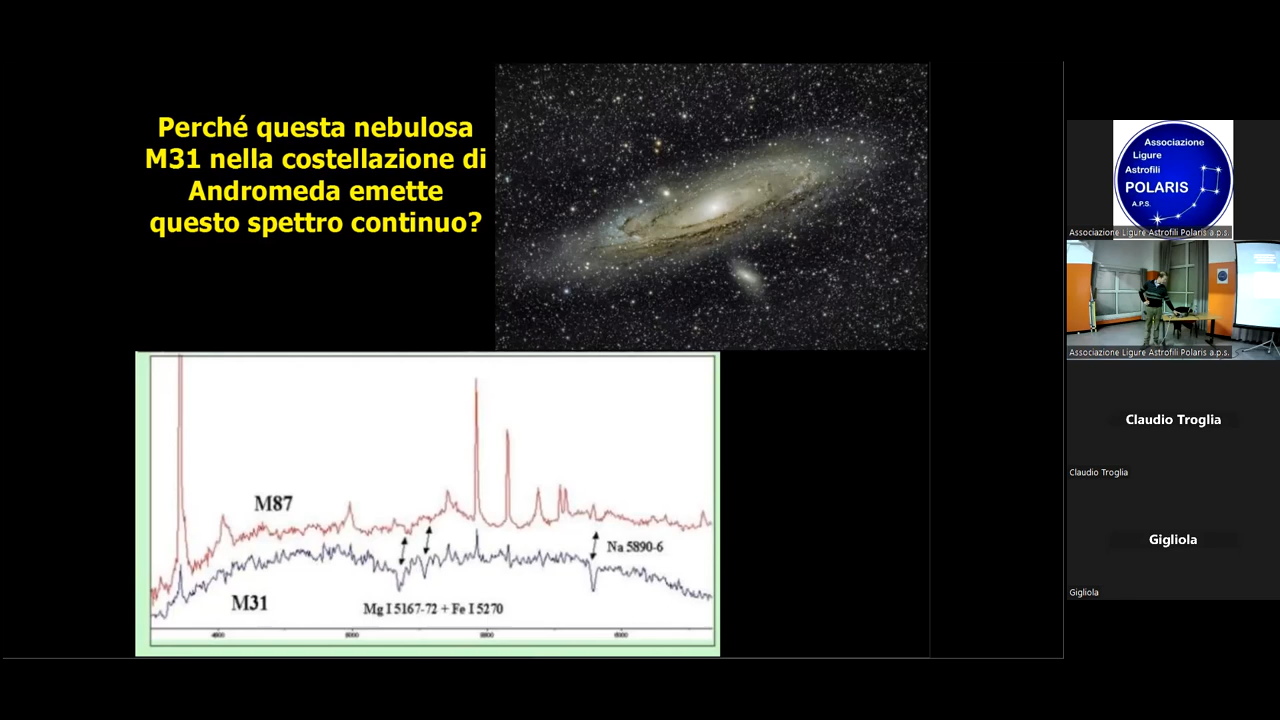 Perché questa nebulosa
M31 nella costellazione di
Andromeda emette
questo spettro continuo?
M87
Na 5890-6
M31
Mg I 5167-72 + Fe I 5270
5000
Associazione
Ligure
Astrofili
POLARIS
A.P.S.
Associazione Ligure Astrofili Polaris a.p.s.
Associazione Ligure Astrofili Polaris a.p.s.
Claudio Troglia
Claudio Troglia
Gigliola
Gigliola